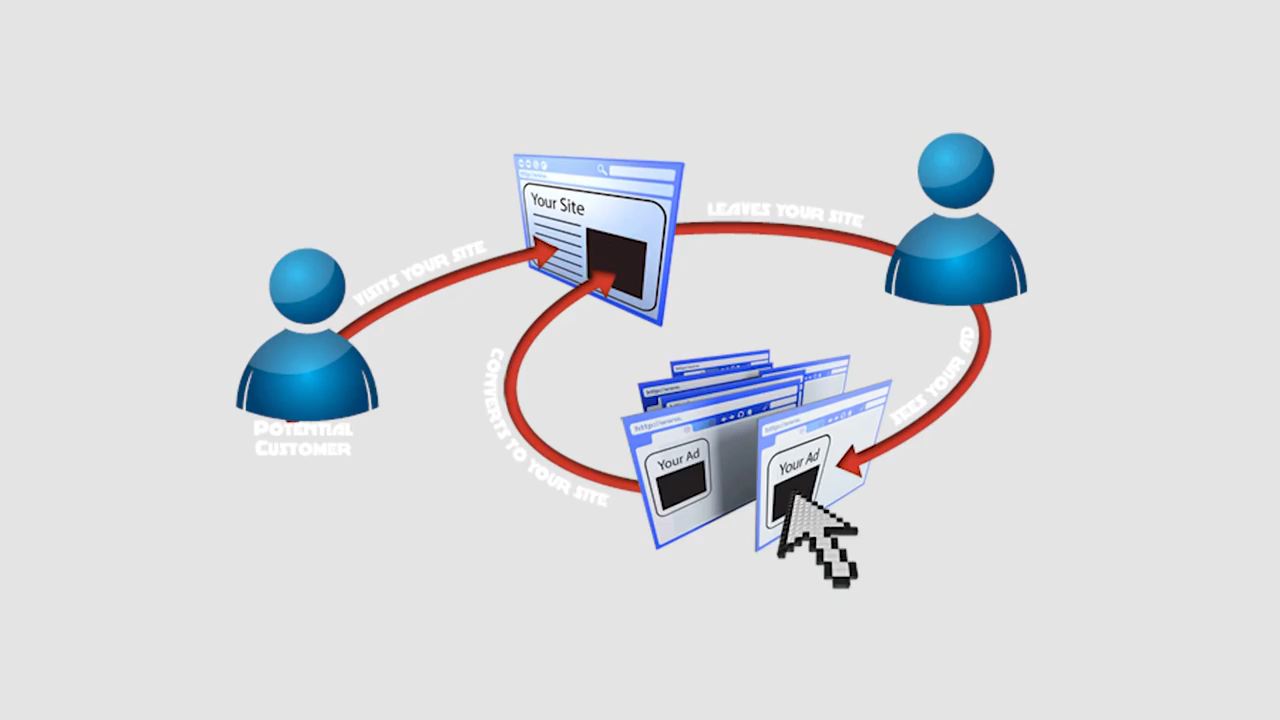 LEAVES YOUR SITE
Your Site
VISITS YOUR SITE
SEES YOUR AD
CONVERTS TO YOUR SITE
POTENTIAL
CUSTOMER
Your Ad
Your Ad